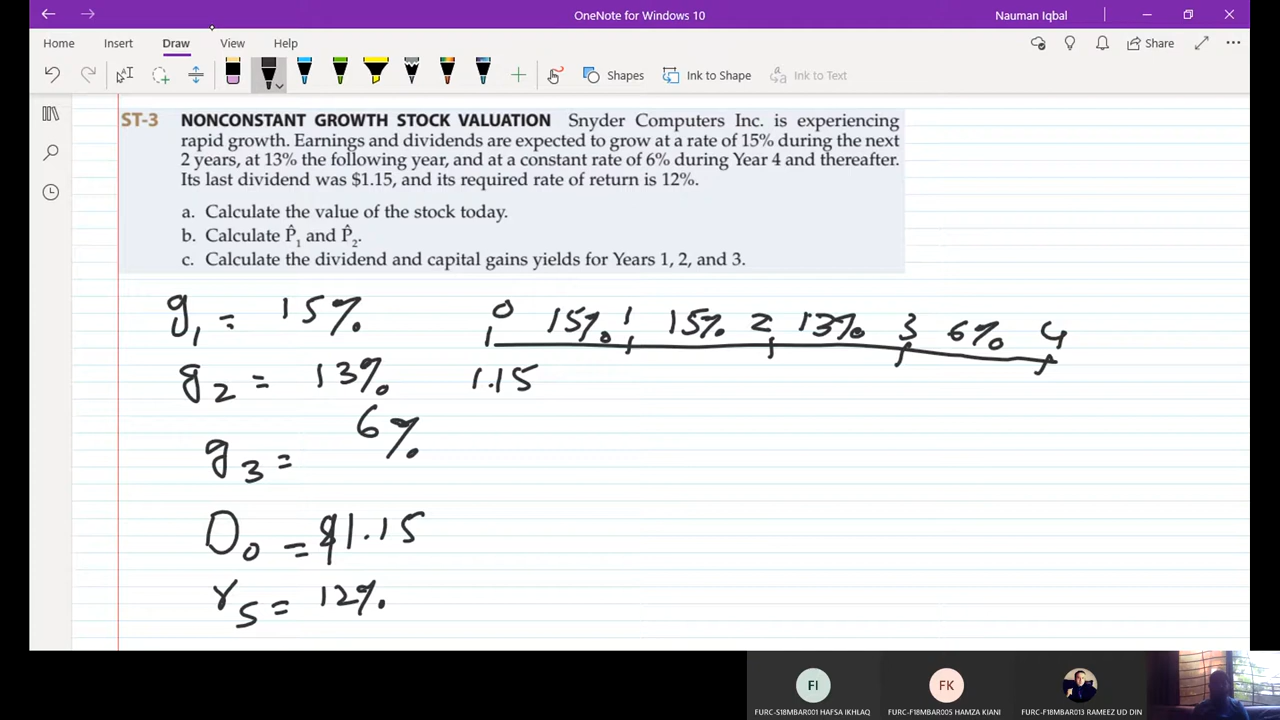 OneNote for Windows 10
Nauman Iqbal
Home Insert Draw View Help
Share
Shapes Ink to Shape Ink to Text
ST-3 NONCONSTANT GROWTH STOCK VALUATION Snyder Computers Inc. is experiencing
rapid growth. Earnings and dividends are expected to grow at a rate of 15% during the next
2 years, at 13% the following year, and at a constant rate of 6% during Year 4 and thereafter.
Its last dividend was $1.15, and its required rate of return is 12%.
a. Calculate the value of the stock today.
b. Calculate P̂₁ and P̂₂.
c. Calculate the dividend and capital gains yields for Years 1, 2, and 3.
g₁ = 15%
0 15% 1 15% 2 13% 3 6% 4
g₂ = 13%
1.15
g₃ = 6%
D₀ = $1.15
rₛ = 12%
FI
FK
FURC-S18MBAR001 HAFSA IKHLAQ
FURC-F18MBAR005 HAMZA KIANI
FURC-F18MBAR013 RAMEEZ UD DIN